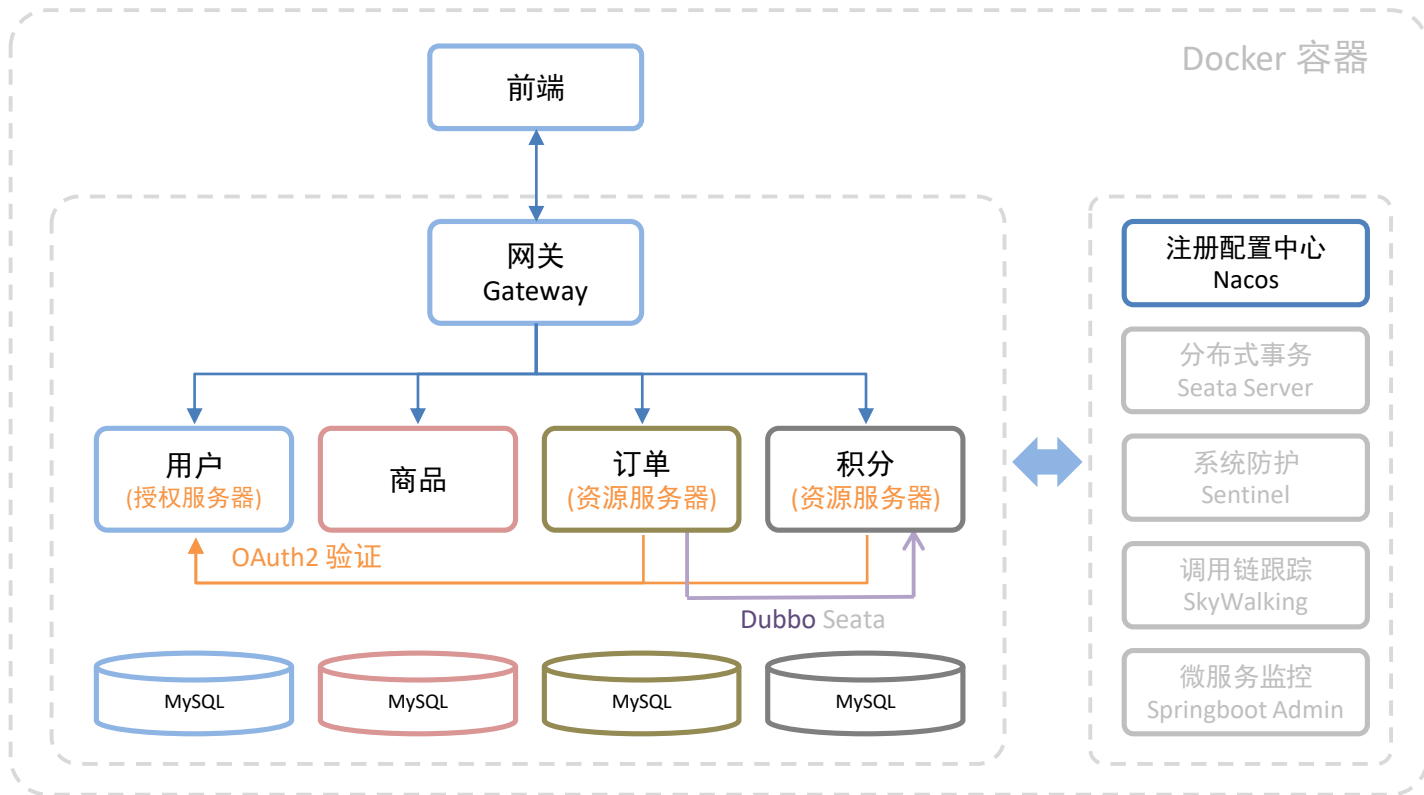 Docker 容器
前端
网关
Gateway
注册配置中心
Nacos
分布式事务
Seata Server
系统防护
Sentinel
调用链跟踪
SkyWalking
微服务监控
Springboot Admin
用户
(授权服务器)
商品
订单
(资源服务器)
积分
(资源服务器)
OAuth2 验证
Dubbo Seata
MySQL
MySQL
MySQL
MySQL